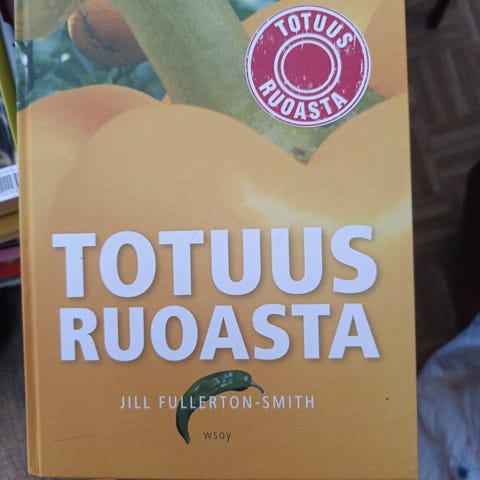 TOTUUS
RUOASTA
TOTUUS
RUOASTA
JILL FULLERTON-SMITH
wsoy